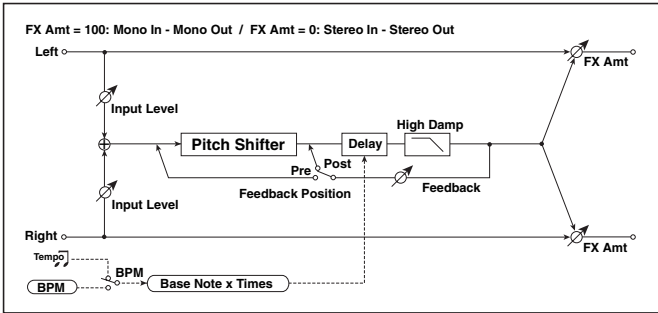 FX Amt = 100: Mono In - Mono Out / FX Amt = 0: Stereo In - Stereo Out
Left
FX Amt
Input Level
High Damp
Pitch Shifter
Delay
Pre
Post
Feedback Position
Feedback
Input Level
Right
FX Amt
Tempo
BPM
BPM
Base Note x Times